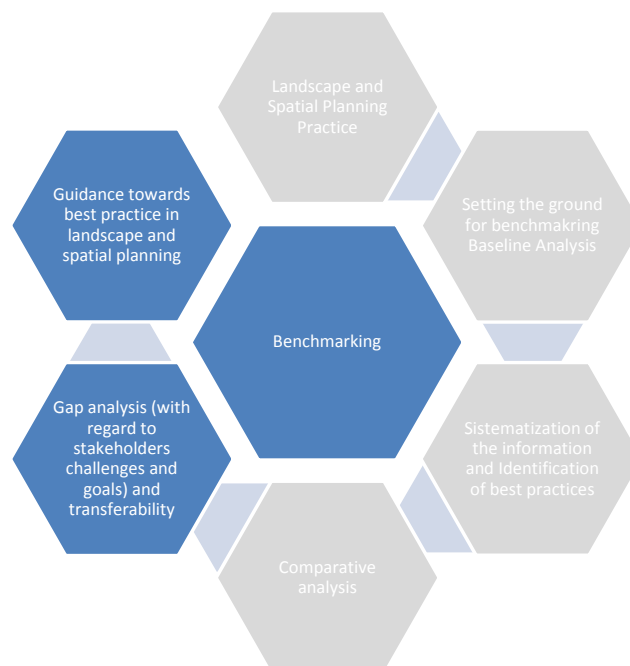 Landscape and
Spatial Planning
Practice
Setting the ground
for benchmakring
Baseline Analysis
Sistematization of
the information
and Identification
of best practices
Comparative
analysis
Gap analysis (with
regard to
stakeholders
challenges and
goals) and
transferability
Guidance towards
best practice in
landscape and
spatial planning
Benchmarking